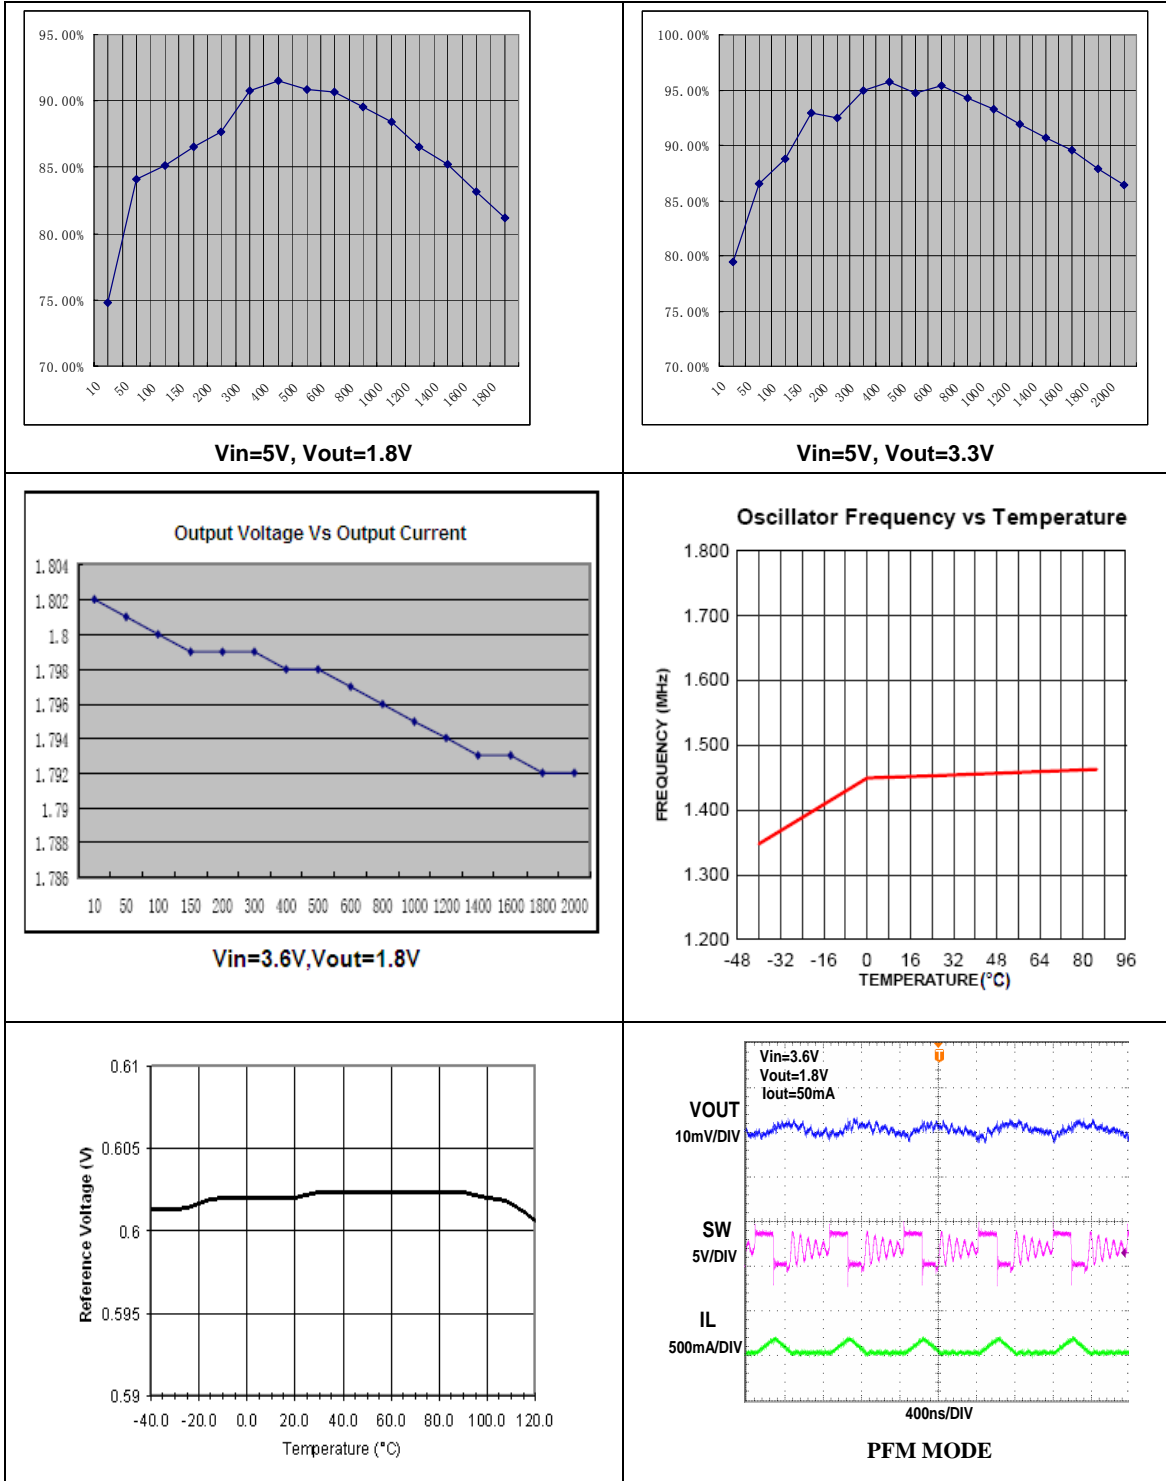 95.00%
90.00%
85.00%
80.00%
75.00%
70.00%
10 50 100 150 200 300 400 500 600 800 1000 1200 1400 1600 1800
Vin=5V, Vout=1.8V
100.00%
95.00%
90.00%
85.00%
80.00%
75.00%
70.00%
10 50 100 150 200 300 400 500 600 800 1000 1200 1400 1600 1800 2000
Vin=5V, Vout=3.3V
Output Voltage Vs Output Current
1.804
1.802
1.8
1.798
1.796
1.794
1.792
1.79
1.788
1.786
10 50 100 150 200 300 400 500 600 800 1000 1200 1400 1600 1800 2000
Vin=3.6V,Vout=1.8V
Oscillator Frequency vs Temperature
FREQUENCY (MHz)
1.800
1.700
1.600
1.500
1.400
1.300
1.200
-48 -32 -16 0 16 32 48 64 80 96
TEMPERATURE(°C)
Reference Voltage (V)
0.61
0.605
0.6
0.595
0.59
-40.0 -20.0 0.0 20.0 40.0 60.0 80.0 100.0 120.0
Temperature (°C)
T
Vin=3.6V
Vout=1.8V
Iout=50mA
VOUT
10mV/DIV
SW
5V/DIV
IL
500mA/DIV
400ns/DIV
PFM MODE